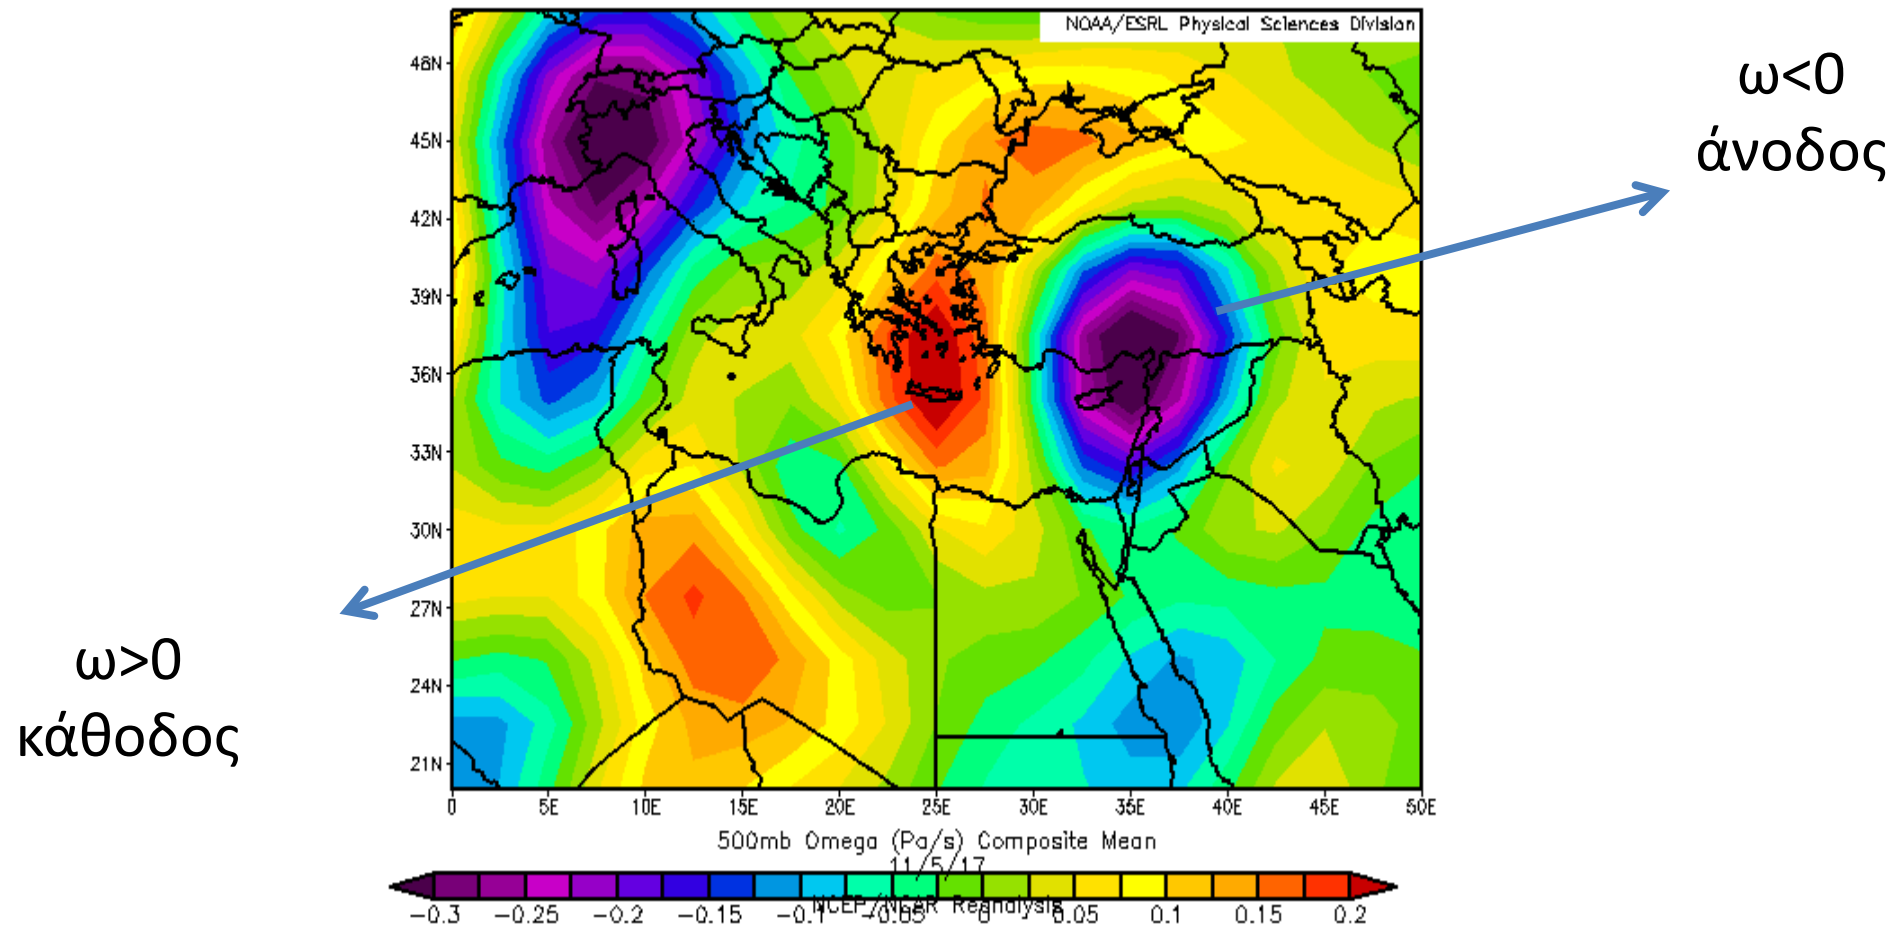 NOAA/ESRL Physical Sciences Division
ω<0
άνοδος
48N
45N
42N
39N
36N
33N
30N
27N
24N
21N
ω>0
κάθοδος
0 5E 10E 15E 20E 25E 30E 35E 40E 45E 50E
500mb Omega (Pa/s) Composite Mean
11/5/17
NCEP/NCAR Reanalysis
-0.3 -0.25 -0.2 -0.15 -0.1 -0.05 0 0.05 0.1 0.15 0.2